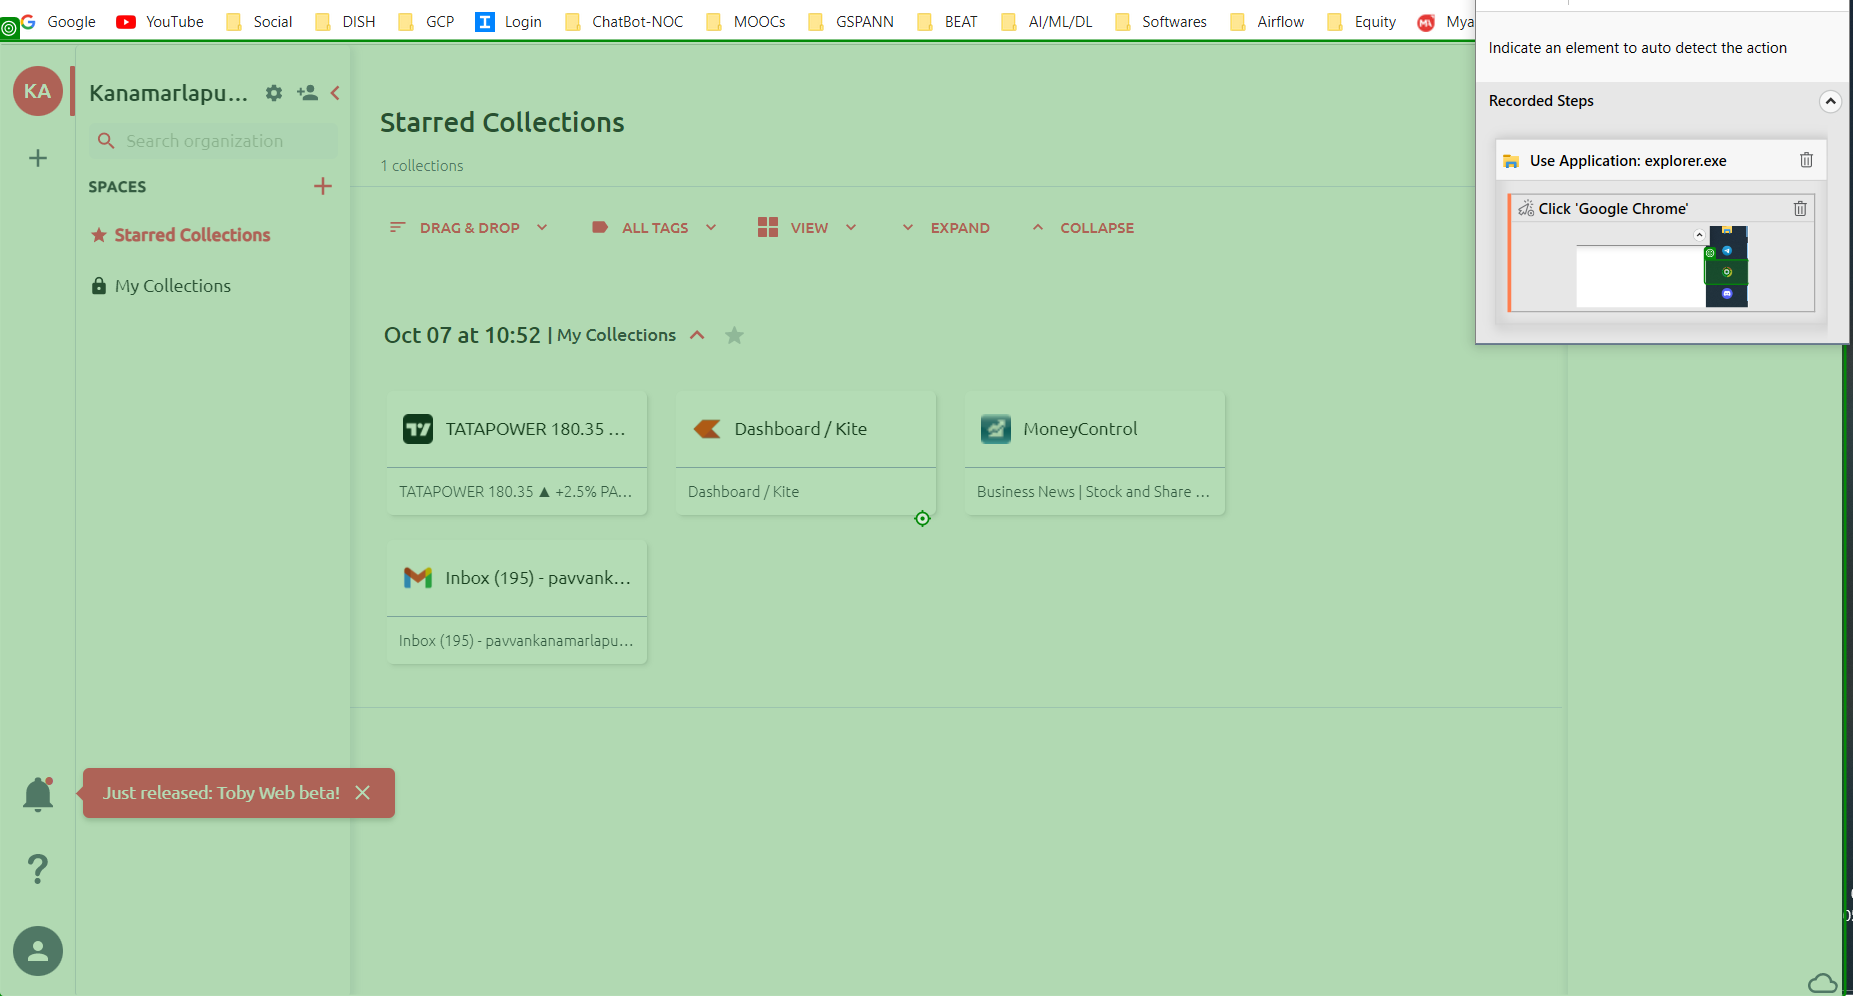 Google YouTube Social DISH GCP Login ChatBot-NOC MOOCs GSPANN BEAT AI/ML/DL Softwares Airflow Equity Mya
Indicate an element to auto detect the action
Recorded Steps
Use Application: explorer.exe
Click 'Google Chrome'
KA
Kanamarlapu...
Search organization
SPACES
Starred Collections
My Collections
Starred Collections
1 collections
DRAG & DROP ALL TAGS VIEW EXPAND COLLAPSE
Oct 07 at 10:52 | My Collections
TATAPOWER 180.35 ...
TATAPOWER 180.35 ▲ +2.5% PA...
Dashboard / Kite
Dashboard / Kite
MoneyControl
Business News | Stock and Share ...
Inbox (195) - pavvank...
Inbox (195) - pavvankanamarlapu...
Just released: Toby Web beta!